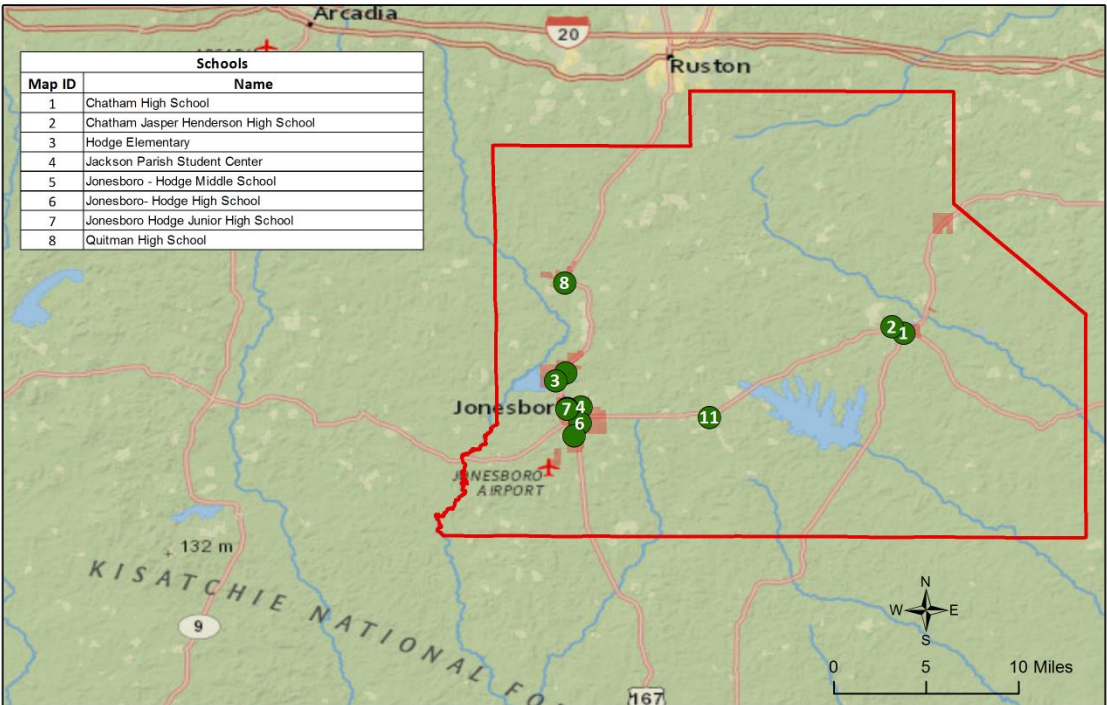 Arcadia
20
Ruston
Schools
Map ID Name
1 Chatham High School
2 Chatham Jasper Henderson High School
3 Hodge Elementary
4 Jackson Parish Student Center
5 Jonesboro - Hodge Middle School
6 Jonesboro- Hodge High School
7 Jonesboro Hodge Junior High School
8 Quitman High School
8
2
1
3
Jonesbor
7
4
6
11
JONESBORO
AIRPORT
132 m
KISATCHIE NATIONAL FO
9
167
N
W E
S
0 5 10 Miles